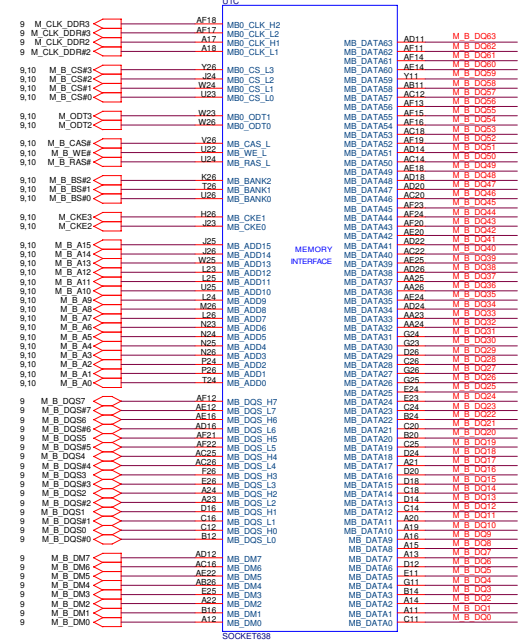 U1C
9 M_CLK_DDR3 AF18 MB0_CLK_H2
9 M_CLK_DDR#3 AF17 MB0_CLK_L2
9 M_CLK_DDR2 A17 MB0_CLK_H1
9 M_CLK_DDR#2 A18 MB0_CLK_L1
9,10 M_B_CS#3 Y26 MB0_CS_L3
9,10 M_B_CS#2 J24 MB0_CS_L2
9,10 M_B_CS#1 W24 MB0_CS_L1
9,10 M_B_CS#0 U23 MB0_CS_L0
9,10 M_ODT3 W23 MB0_ODT1
9,10 M_ODT2 W26 MB0_ODT0
9,10 M_B_CAS# V26 MB_CAS_L
9,10 M_B_WE# U22 MB_WE_L
9,10 M_B_RAS# U24 MB_RAS_L
9,10 M_B_BS#2 K26 MB_BANK2
9,10 M_B_BS#1 T26 MB_BANK1
9,10 M_B_BS#0 U26 MB_BANK0
9,10 M_CKE3 H26 MB_CKE1
9,10 M_CKE2 J23 MB_CKE0
9,10 M_B_A15 J25 MB_ADD15
9,10 M_B_A14 J26 MB_ADD14
9,10 M_B_A13 W25 MB_ADD13
9,10 M_B_A12 L23 MB_ADD12
9,10 M_B_A11 L25 MB_ADD11
9,10 M_B_A10 U25 MB_ADD10
9,10 M_B_A9 L24 MB_ADD9
9,10 M_B_A8 M26 MB_ADD8
9,10 M_B_A7 L26 MB_ADD7
9,10 M_B_A6 N23 MB_ADD6
9,10 M_B_A5 N24 MB_ADD5
9,10 M_B_A4 N25 MB_ADD4
9,10 M_B_A3 N26 MB_ADD3
9,10 M_B_A2 P24 MB_ADD2
9,10 M_B_A1 P26 MB_ADD1
9,10 M_B_A0 T24 MB_ADD0
9 M_B_DQS7 AF12 MB_DQS_H7
9 M_B_DQS#7 AE12 MB_DQS_L7
9 M_B_DQS6 AE16 MB_DQS_H6
9 M_B_DQS#6 AD16 MB_DQS_L6
9 M_B_DQS5 AF21 MB_DQS_H5
9 M_B_DQS#5 AF22 MB_DQS_L5
9 M_B_DQS4 AC25 MB_DQS_H4
9 M_B_DQS#4 AC26 MB_DQS_L4
9 M_B_DQS3 F26 MB_DQS_H3
9 M_B_DQS#3 E26 MB_DQS_L3
9 M_B_DQS2 A24 MB_DQS_H2
9 M_B_DQS#2 A23 MB_DQS_L2
9 M_B_DQS1 D16 MB_DQS_H1
9 M_B_DQS#1 C16 MB_DQS_L1
9 M_B_DQS0 C12 MB_DQS_H0
9 M_B_DQS#0 B12 MB_DQS_L0
9 M_B_DM7 AD12 MB_DM7
9 M_B_DM6 AC16 MB_DM6
9 M_B_DM5 AE22 MB_DM5
9 M_B_DM4 AB26 MB_DM4
9 M_B_DM3 E25 MB_DM3
9 M_B_DM2 A22 MB_DM2
9 M_B_DM1 B16 MB_DM1
9 M_B_DM0 A12 MB_DM0
MEMORY
INTERFACE
MB_DATA63 AD11 M_B_DQ63
MB_DATA62 AF11 M_B_DQ62
MB_DATA61 AF14 M_B_DQ61
MB_DATA60 AE14 M_B_DQ60
MB_DATA59 Y11 M_B_DQ59
MB_DATA58 AB11 M_B_DQ58
MB_DATA57 AC12 M_B_DQ57
MB_DATA56 AF13 M_B_DQ56
MB_DATA55 AF15 M_B_DQ55
MB_DATA54 AF16 M_B_DQ54
MB_DATA53 AC18 M_B_DQ53
MB_DATA52 AF19 M_B_DQ52
MB_DATA51 AD14 M_B_DQ51
MB_DATA50 AC14 M_B_DQ50
MB_DATA49 AE18 M_B_DQ49
MB_DATA48 AD18 M_B_DQ48
MB_DATA47 AD20 M_B_DQ47
MB_DATA46 AC20 M_B_DQ46
MB_DATA45 AF23 M_B_DQ45
MB_DATA44 AF24 M_B_DQ44
MB_DATA43 AF20 M_B_DQ43
MB_DATA42 AE20 M_B_DQ42
MB_DATA41 AD22 M_B_DQ41
MB_DATA40 AC22 M_B_DQ40
MB_DATA39 AE25 M_B_DQ39
MB_DATA38 AD26 M_B_DQ38
MB_DATA37 AA25 M_B_DQ37
MB_DATA36 AA26 M_B_DQ36
MB_DATA35 AE24 M_B_DQ35
MB_DATA34 AD24 M_B_DQ34
MB_DATA33 AA23 M_B_DQ33
MB_DATA32 AA24 M_B_DQ32
MB_DATA31 G24 M_B_DQ31
MB_DATA30 G23 M_B_DQ30
MB_DATA29 D26 M_B_DQ29
MB_DATA28 C26 M_B_DQ28
MB_DATA27 G26 M_B_DQ27
MB_DATA26 G25 M_B_DQ26
MB_DATA25 E24 M_B_DQ25
MB_DATA24 E23 M_B_DQ24
MB_DATA23 C24 M_B_DQ23
MB_DATA22 B24 M_B_DQ22
MB_DATA21 C20 M_B_DQ21
MB_DATA20 B20 M_B_DQ20
MB_DATA19 C25 M_B_DQ19
MB_DATA18 D24 M_B_DQ18
MB_DATA17 A21 M_B_DQ17
MB_DATA16 D20 M_B_DQ16
MB_DATA15 D18 M_B_DQ15
MB_DATA14 C18 M_B_DQ14
MB_DATA13 D14 M_B_DQ13
MB_DATA12 C14 M_B_DQ12
MB_DATA11 A20 M_B_DQ11
MB_DATA10 A19 M_B_DQ10
MB_DATA9 A16 M_B_DQ9
MB_DATA8 A15 M_B_DQ8
MB_DATA7 A13 M_B_DQ7
MB_DATA6 D12 M_B_DQ6
MB_DATA5 E11 M_B_DQ5
MB_DATA4 G11 M_B_DQ4
MB_DATA3 B14 M_B_DQ3
MB_DATA2 A14 M_B_DQ2
MB_DATA1 A11 M_B_DQ1
MB_DATA0 C11 M_B_DQ0
SOCKET638